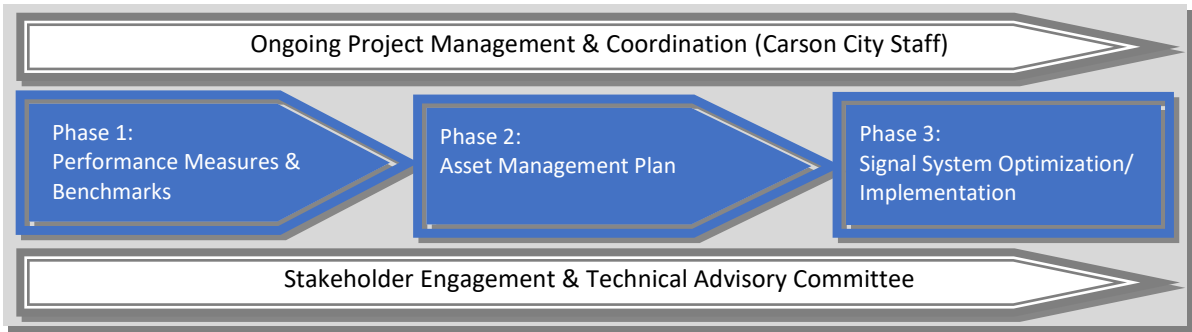 Ongoing Project Management & Coordination (Carson City Staff)
Phase 1:
Performance Measures &
Benchmarks
Phase 2:
Asset Management Plan
Phase 3:
Signal System Optimization/
Implementation
Stakeholder Engagement & Technical Advisory Committee